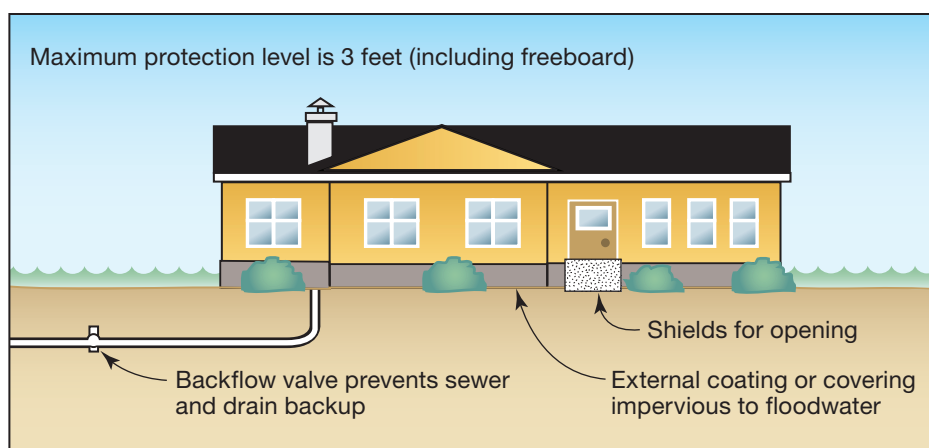 Maximum protection level is 3 feet (including freeboard)
Shields for opening
Backflow valve prevents sewer
and drain backup
External coating or covering
impervious to floodwater